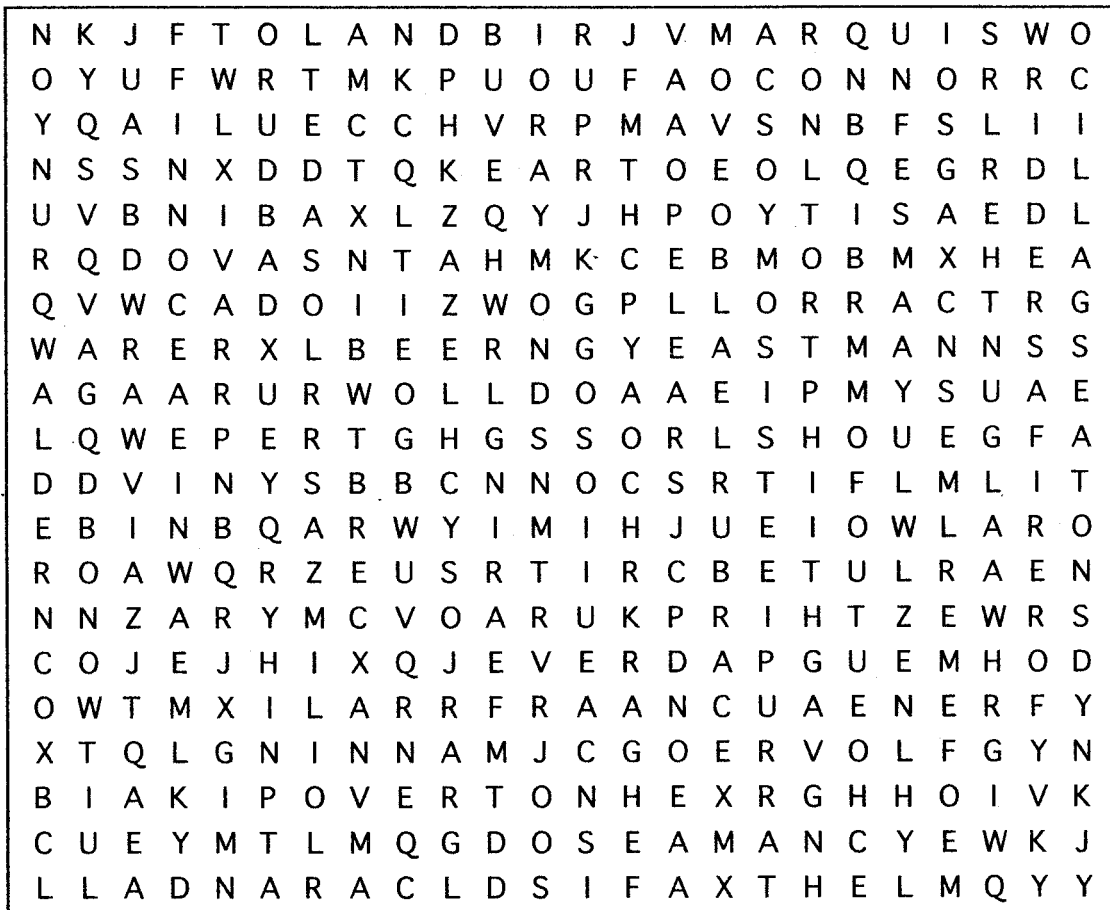 N K J F T O L A N D B I R J V M A R Q U I S W O
O Y U F W R T M K P U O U F A O C O N N O R R C
Y Q A I L U E C C H V R P M A V S N B F S L I I
N S S N X D D T Q K E A R T O E O L Q E G R D L
U V B N I B A X L Z Q Y J H P O Y T I S A E D L
R Q D O V A S N T A H M K C E B M O B M X H E A
Q V W C A D O I I Z W O G P L L O R R A C T R G
W A R E R X L B E E R N G Y E A S T M A N N S S
A G A A R U R W O L L D O A A E I P M Y S U A E
L Q W E P E R T G H G S S O R L S H O U E G F A
D D V I N Y S B B C N N O C S R T I F L M L I T
E B I N B Q A R W Y I M I H J U E I O W L A R O
R O A W Q R Z E U S R T I R C B E T U L R A E N
N N Z A R Y M C V O A R U K P R I H T Z E W R S
C O J E J H I X Q J E V E R D A P G U E M H O D
O W T M X I L A R R F R A A N C U A E N E R F Y
X T Q L G N I N N A M J C G O E R V O L F G Y N
B I A K I P O V E R T O N H E X R G H H O I V K
C U E Y M T L M Q G D O S E A M A N C Y E W K J
L L A D N A R A C L D S I F A X T H E L M Q Y Y